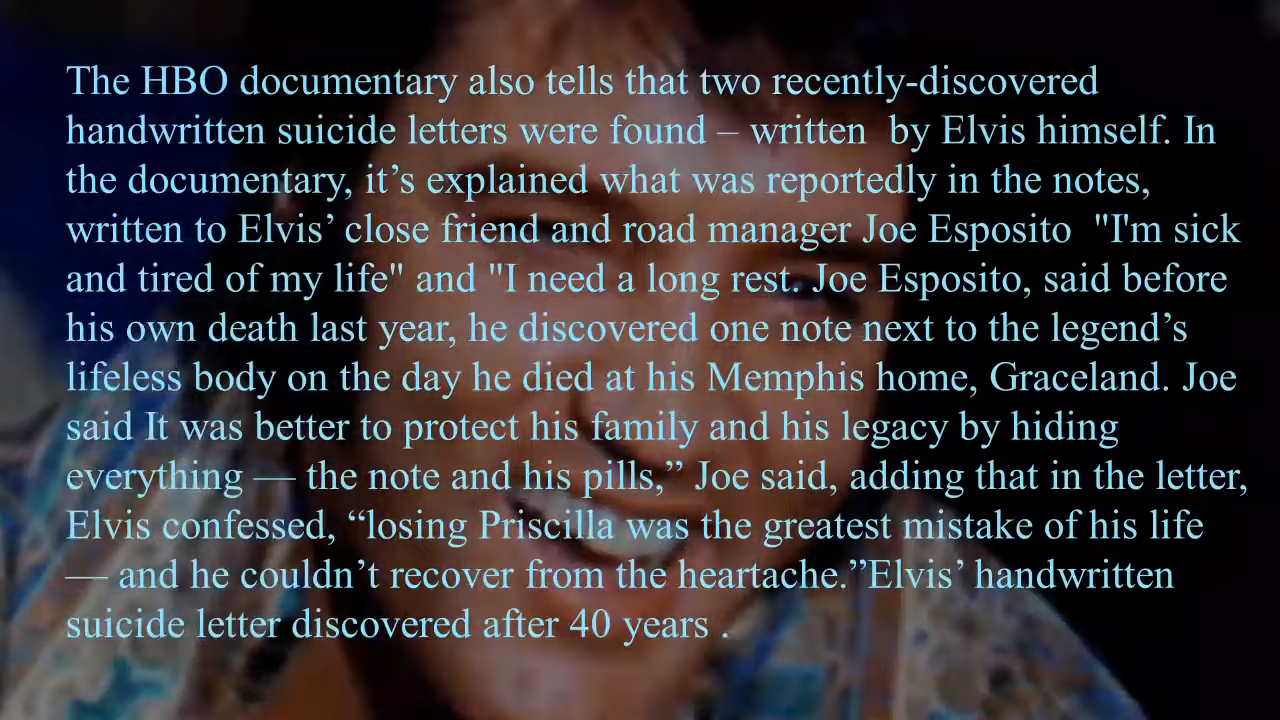 The HBO documentary also tells that two recently-discovered
handwritten suicide letters were found – written  by Elvis himself. In
the documentary, it’s explained what was reportedly in the notes,
written to Elvis’ close friend and road manager Joe Esposito  "I'm sick
and tired of my life" and "I need a long rest. Joe Esposito, said before
his own death last year, he discovered one note next to the legend’s
lifeless body on the day he died at his Memphis home, Graceland. Joe
said It was better to protect his family and his legacy by hiding
everything — the note and his pills,” Joe said, adding that in the letter,
Elvis confessed, “losing Priscilla was the greatest mistake of his life
— and he couldn’t recover from the heartache.”Elvis’ handwritten
suicide letter discovered after 40 years .